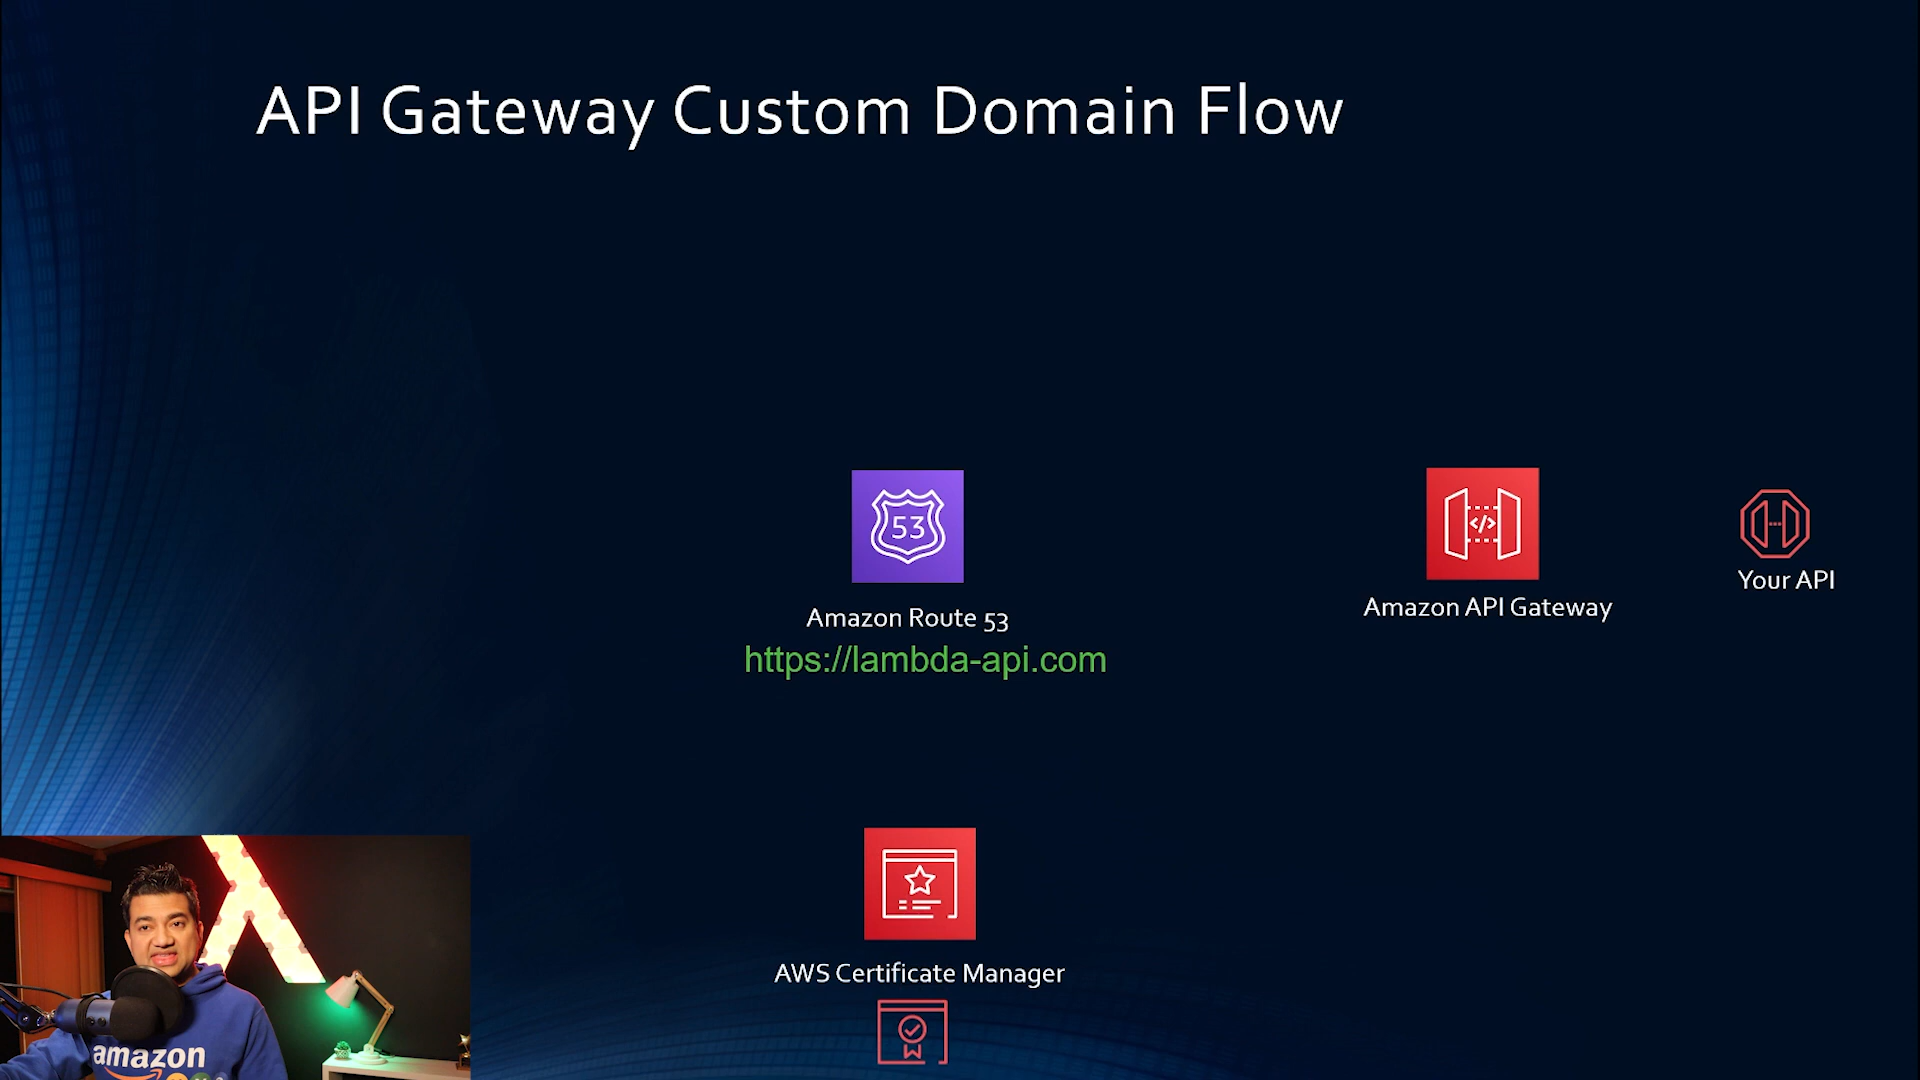 API Gateway Custom Domain Flow
53
</>
Amazon Route 53
https://lambda-api.com
Amazon API Gateway
Your API
AWS Certificate Manager
amazon